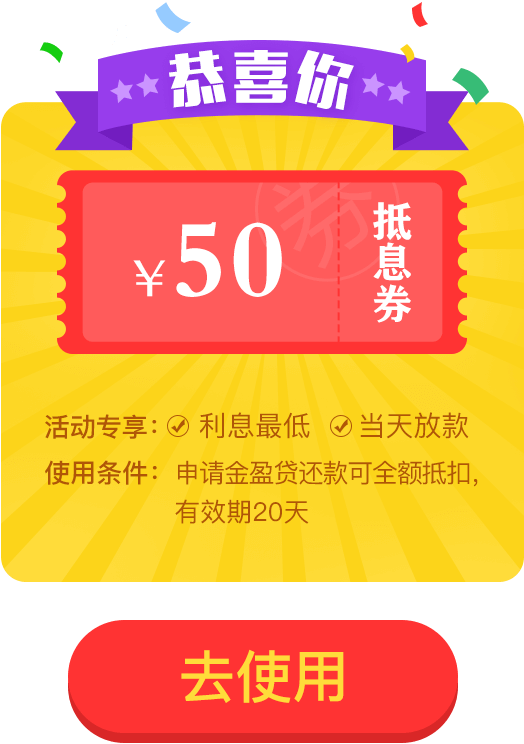 恭喜你
¥50
抵息券
券
活动专享： 利息最低 当天放款
使用条件： 申请金盈贷还款可全额抵扣，
有效期20天
去使用